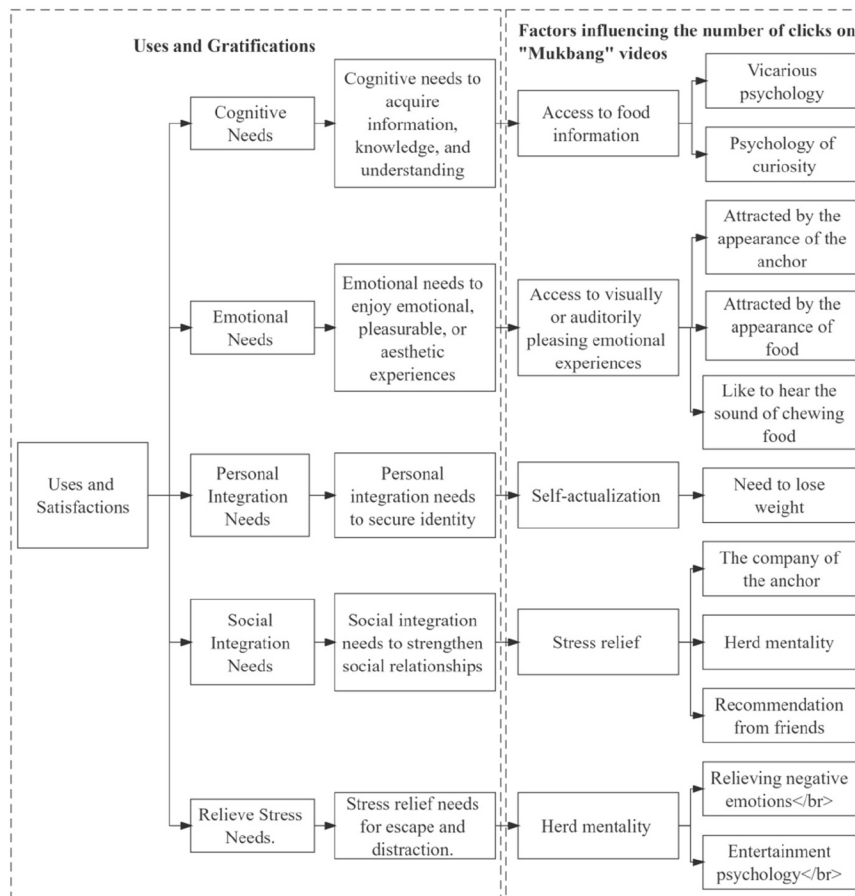 Uses and Gratifications
Factors influencing the number of clicks on
"Mukbang" videos
Cognitive
Needs
Cognitive needs to
acquire
information,
knowledge, and
understanding
Access to food
information
Vicarious
psychology
Psychology of
curiosity
Emotional
Needs
Emotional needs to
enjoy emotional,
pleasurable, or
aesthetic
experiences
Access to visually
or auditorily
pleasing emotional
experiences
Attracted by the
appearance of the
anchor
Attracted by the
appearance of
food
Like to hear the
sound of chewing
food
Uses and
Satisfactions
Personal
Integration
Needs
Personal
integration needs
to secure identity
Self-actualization
Need to lose
weight
Social
Integration
Needs
Social integration
needs to strengthen
social relationships
Stress relief
The company of
the anchor
Herd mentality
Recommendation
from friends
Relieve Stress
Needs.
Stress relief needs
for escape and
distraction.
Herd mentality
Relieving negative
emotions</br>
Entertainment
psychology</br>